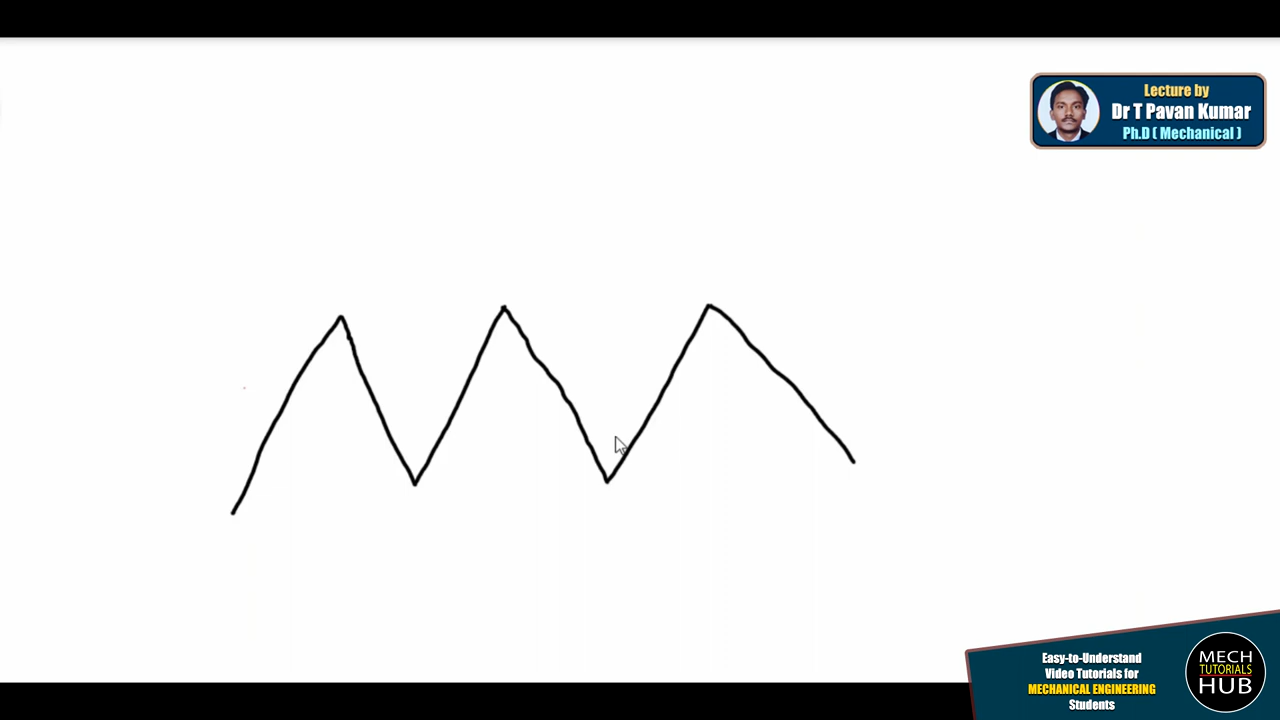 Lecture by
Dr T Pavan Kumar
Ph.D ( Mechanical )
Easy-to-Understand
Video Tutorials for
MECHANICAL ENGINEERING
Students
MECH
TUTORIALS
HUB